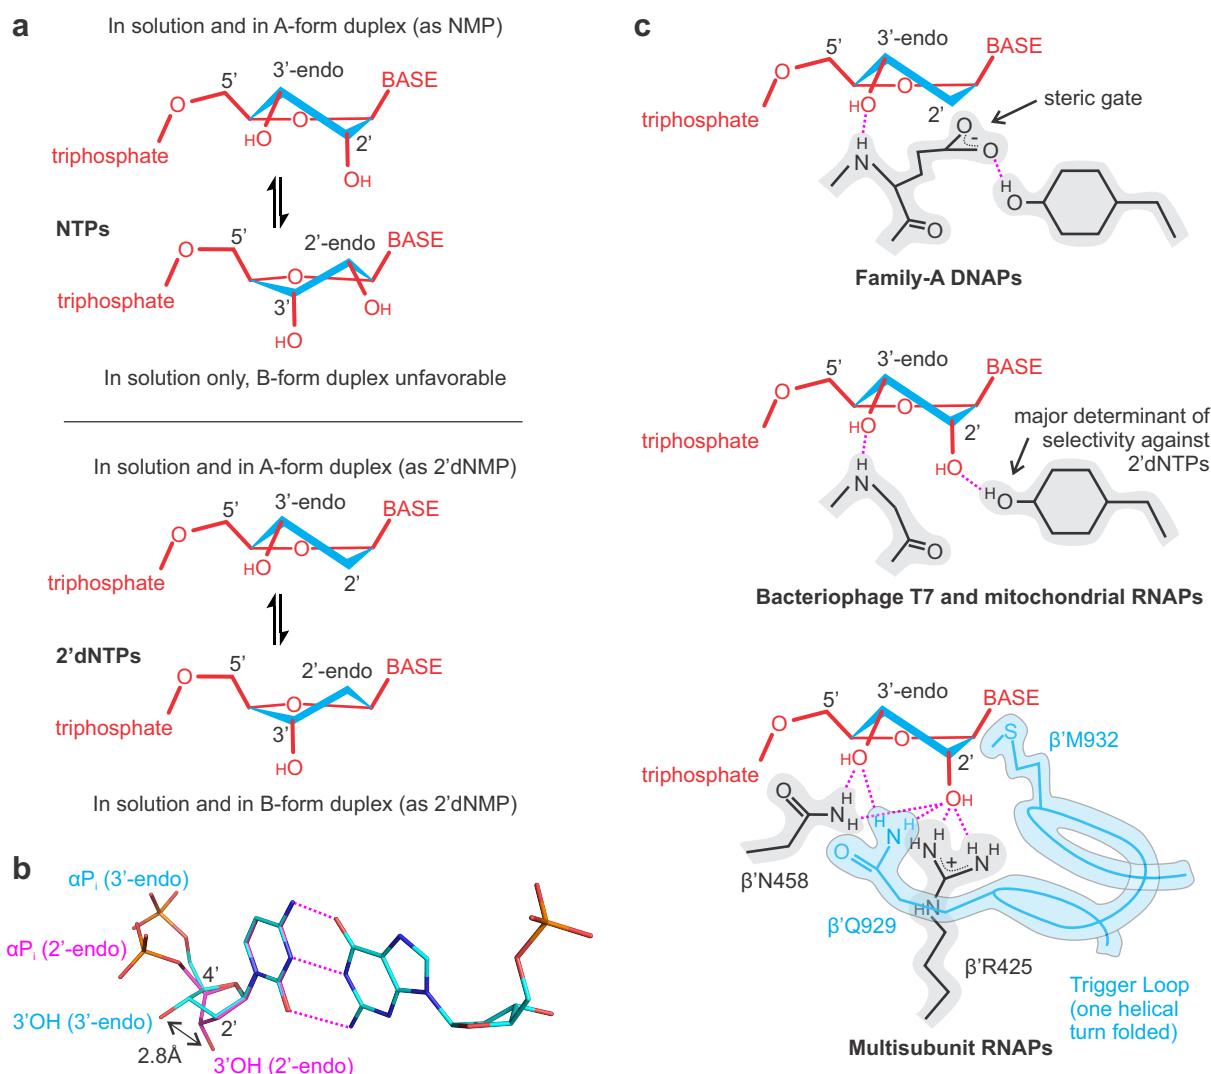 a
In solution and in A-form duplex (as NMP)
3’-endo
5’
BASE
O
O
HO
2’
OH
triphosphate
NTPs
2’-endo
5’
BASE
O
O
triphosphate
3’
OH
HO
In solution only, B-form duplex unfavorable
In solution and in A-form duplex (as 2’dNMP)
3’-endo
5’
BASE
O
O
HO
2’
triphosphate
2’dNTPs
2’-endo
5’
BASE
O
O
triphosphate
3’
HO
In solution and in B-form duplex (as 2’dNMP)
b
αPi (3’-endo)
αPi (2’-endo)
4’
3’OH (3’-endo)
2’
2.8Å
3’OH (2’-endo)
c
3’-endo
5’
BASE
O
O
HO
2’
triphosphate
steric gate
O
-
O
H
N
H
O
O
Family-A DNAPs
3’-endo
5’
BASE
O
O
HO
2’
triphosphate
HO
major determinant of
selectivity against
2’dNTPs
H
N
HO
O
Bacteriophage T7 and mitochondrial RNAPs
3’-endo
5’
BASE
O
O
HO
2’
triphosphate
S
β’M932
OH
O
H
N
H
H
H
N
O
H
H
N
H
H
N
+
HN
β’N458
β’Q929
β’R425
Trigger Loop
(one helical
turn folded)
Multisubunit RNAPs